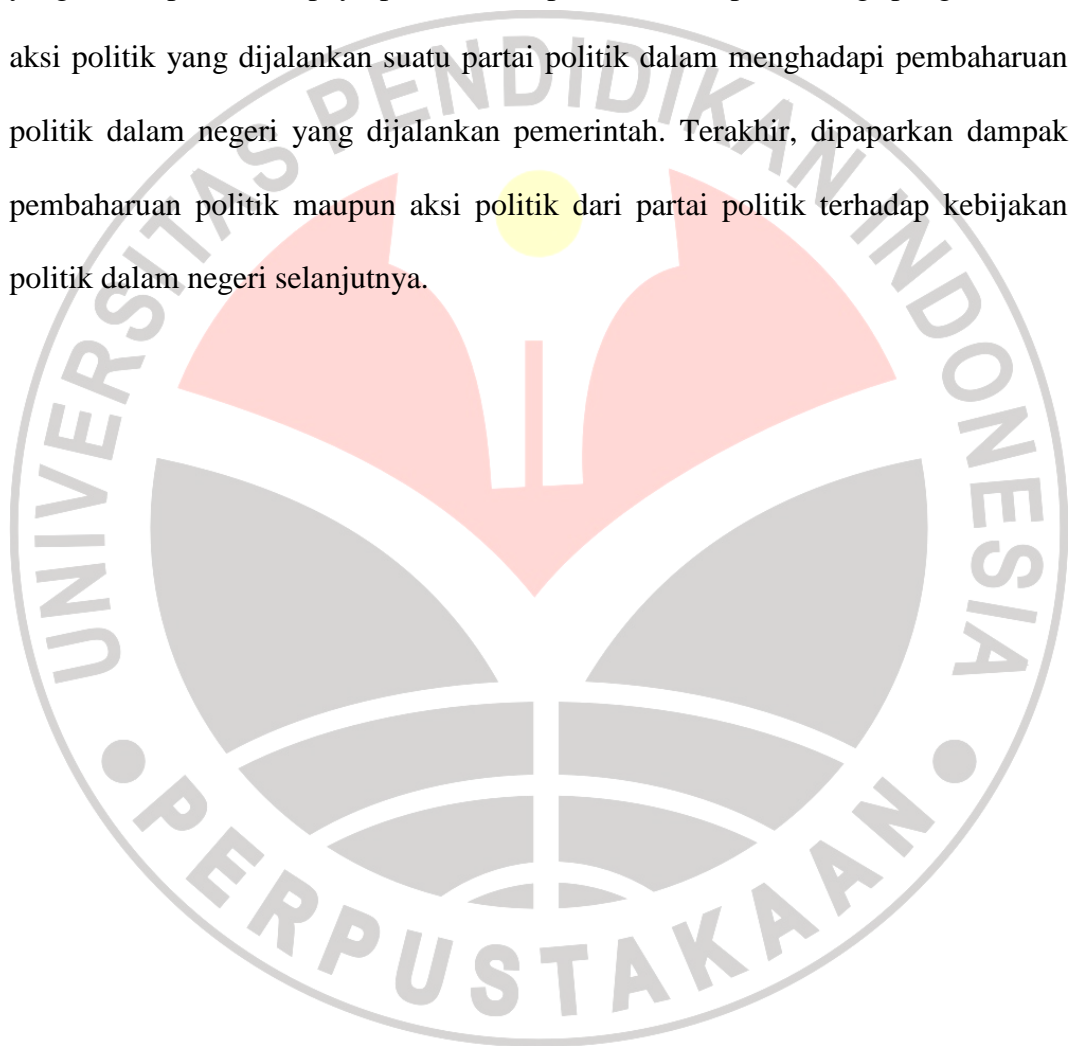 aksi politik yang dijalankan suatu partai politik dalam menghadapi pembaharuan
politik dalam negeri yang dijalankan pemerintah. Terakhir, dipaparkan dampak
pembaharuan politik maupun aksi politik dari partai politik terhadap kebijakan
politik dalam negeri selanjutnya.
UNIVERSITAS PENDIDIKAN INDONESIA
PERPUSTAKAAN